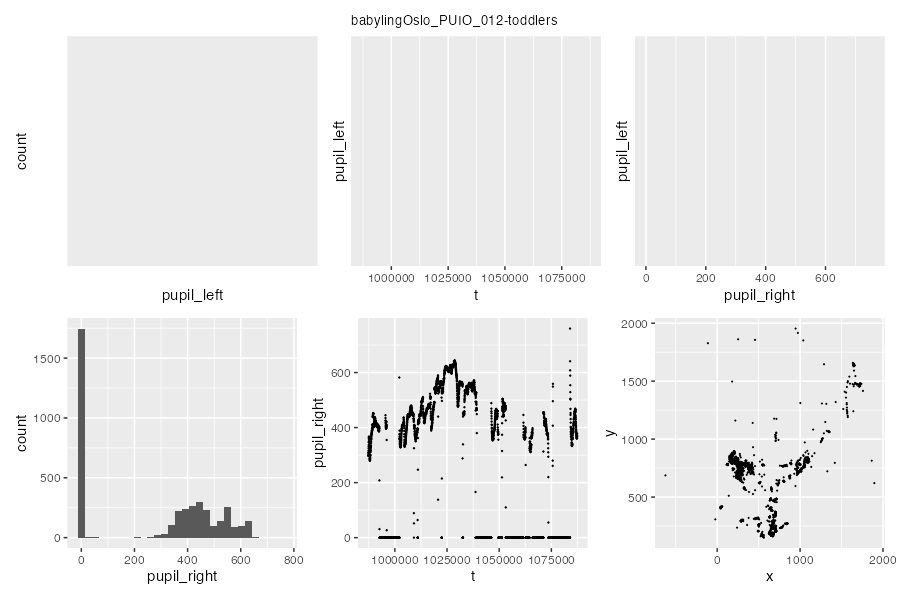 babylingOslo_PUIO_012-toddlers
count
pupil_left
pupil_left
1000000 1025000 1050000 1075000
t
pupil_left
0 200 400 600
pupil_right
count
1500
1000
500
0
0 200 400 600 800
pupil_right
pupil_right
600
400
200
0
1000000 1025000 1050000 1075000
t
y
2000
1500
1000
500
0 1000 2000
x